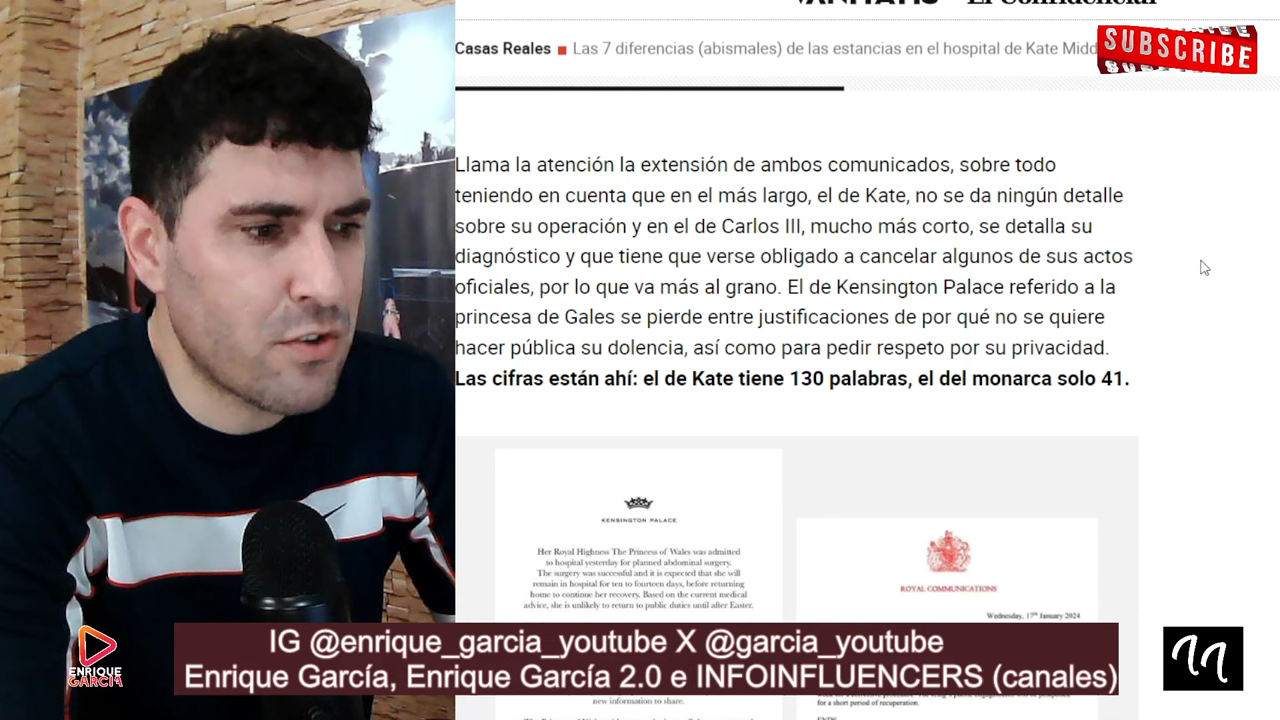 Casas Reales Las 7 diferencias (abismales) de las estancias en el hospital de Kate
SUBSCRIBE
Llama la atención la extensión de ambos comunicados, sobre todo
teniendo en cuenta que en el más largo, el de Kate, no se da ningún detalle
sobre su operación y en el de Carlos III, mucho más corto, se detalla su
diagnóstico y que tiene que verse obligado a cancelar algunos de sus actos
oficiales, por lo que va más al grano. El de Kensington Palace referido a la
princesa de Gales se pierde entre justificaciones de por qué no se quiere
hacer pública su dolencia, así como para pedir respeto por su privacidad.
Las cifras están ahí: el de Kate tiene 130 palabras, el del monarca solo 41.
KENSINGTON PALACE
Her Royal Highness The Princess of Wales was admitted
to hospital yesterday for planned abdominal surgery.
The surgery was successful and it is expected that she will
remain in hospital for ten to fourteen days, before returning
home to continue her recovery. Based on the current medical
advice, she is unlikely to return to public duties until after Easter.
ROYAL COMMUNICATIONS
Wednesday, 17th January 2024
IG @enrique_garcia_youtube X @garcia_youtube
Enrique García, Enrique García 2.0 e INFOINFLUENCERS (canales)
ENRIQUE
GARCÍA
new information to share.
for a short period of recuperation.